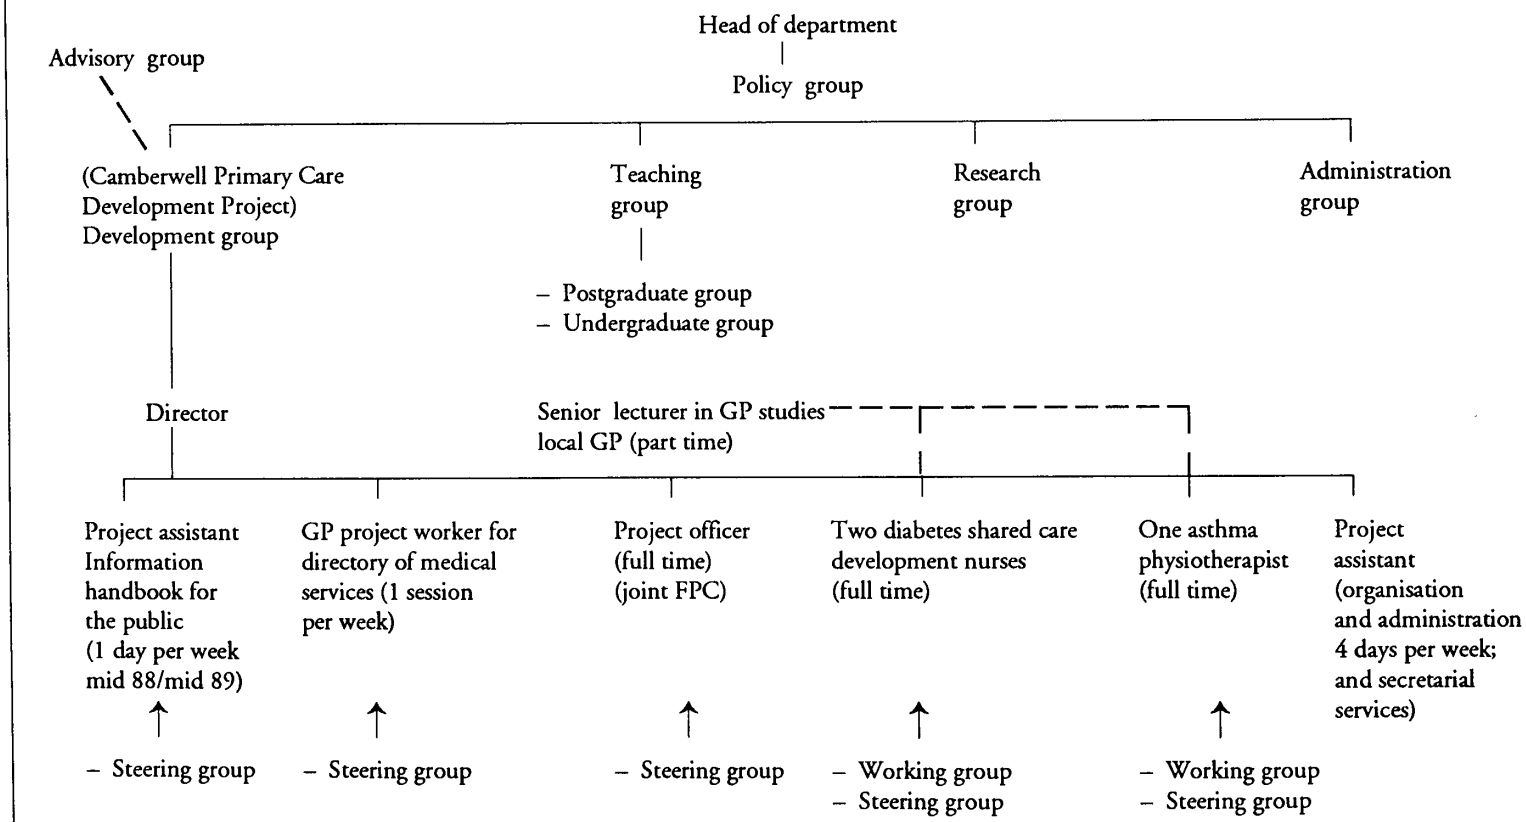 Head of department
Advisory group
Policy group
(Camberwell Primary Care
Development Project)
Development group
Teaching
group
Research
group
Administration
group
– Postgraduate group
– Undergraduate group
Director
Senior lecturer in GP studies
local GP (part time)
Project assistant
Information
handbook for
the public
(1 day per week
mid 88/mid 89)
GP project worker for
directory of medical
services (1 session
per week)
Project officer
(full time)
(joint FPC)
Two diabetes shared care
development nurses
(full time)
One asthma
physiotherapist
(full time)
Project
assistant
(organisation
and administration
4 days per week;
and secretarial
services)
– Steering group
– Steering group
– Steering group
– Working group
– Steering group
– Working group
– Steering group